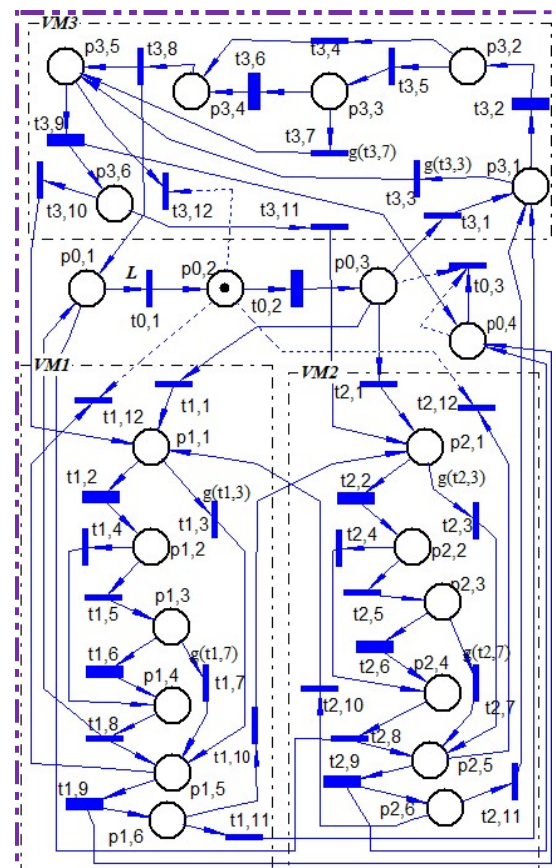 VM3
p3,5 t3,8 t3,6 t3,4 p3,2
p3,4 p3,3 t3,5 t3,2
t3,9 t3,7 g(t3,7) g(t3,3) p3,1
p3,6 t3,3
t3,10 t3,12 t3,11 t3,1
p0,1 L p0,2 p0,3 t0,3
t0,1 t0,2 p0,4
VM1 VM2
t1,12 t1,1 t2,1 t2,12
p1,1 p2,1
t1,2 g(t1,3) t2,2 g(t2,3)
t1,4 t1,3 t2,4 t2,3
p1,2 p2,2
t1,5 p1,3 t2,5 p2,3
t1,6 g(t1,7) t2,6 g(t2,7)
p1,4 t1,7 p2,4
t1,8 t1,10 t2,10 t2,8 t2,7
p1,5 t2,9 p2,5
t1,9 p2,6
p1,6 t1,11 t2,11